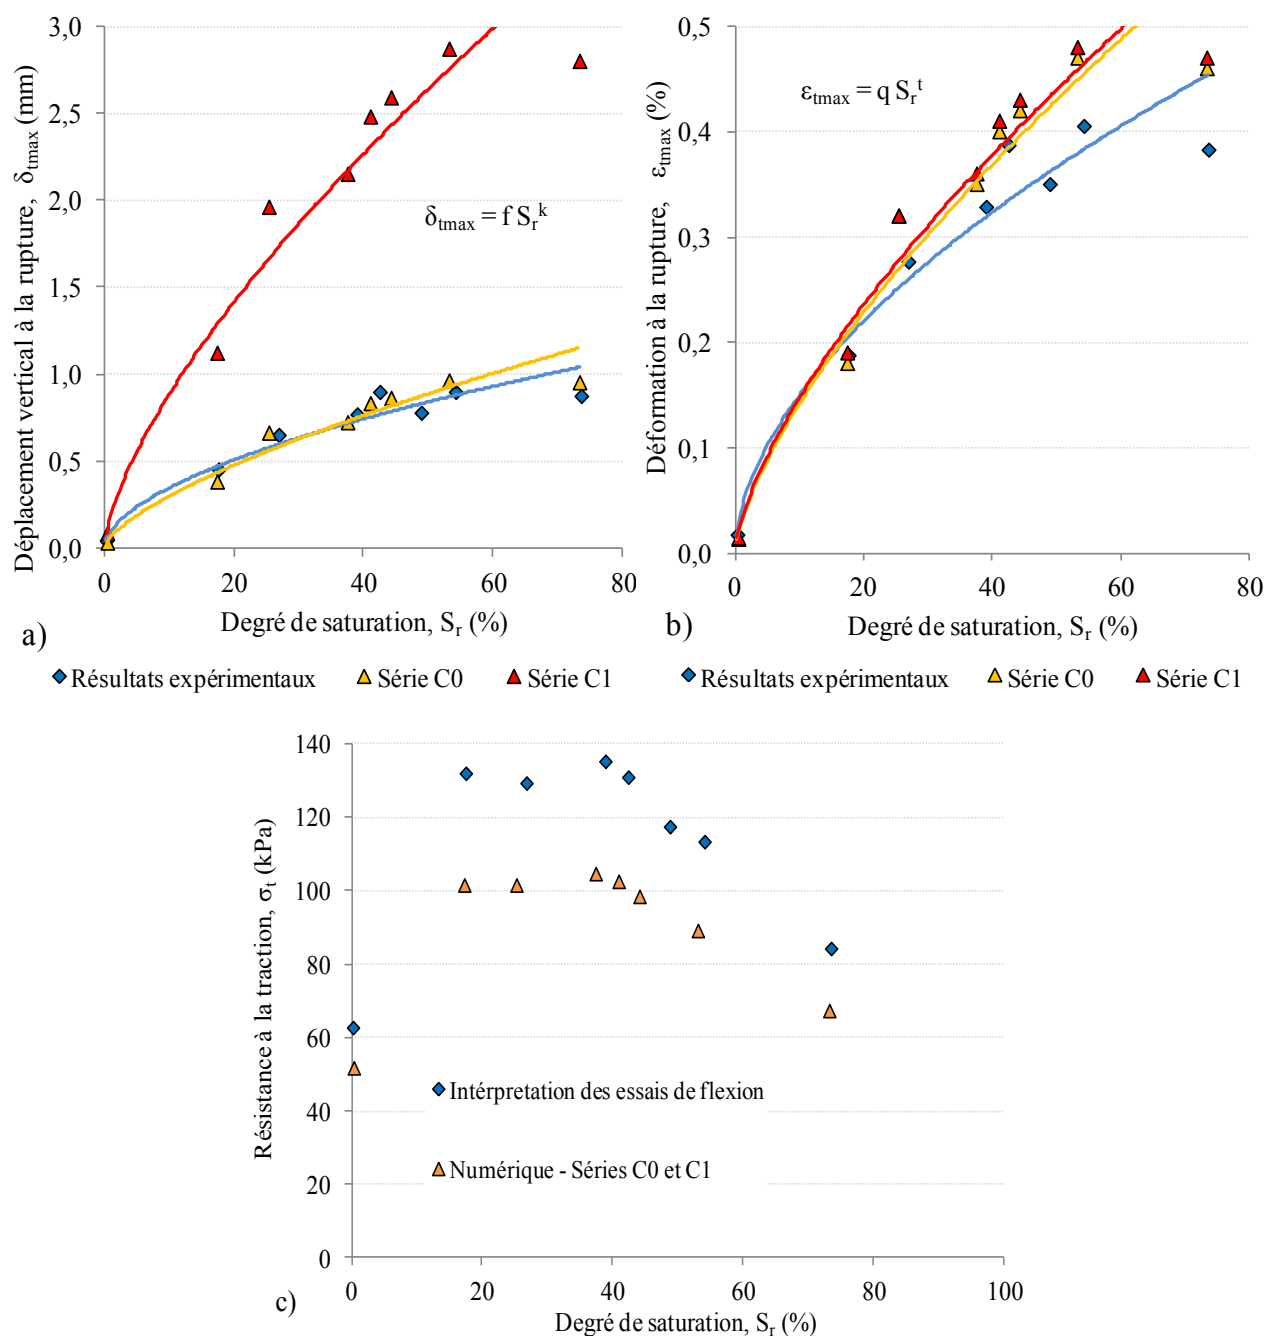 3,0
2,5
2,0
1,5
1,0
0,5
0,0
0 20 40 60 80
Déplacement vertical à la rupture, δtmax (mm)
δtmax = f Sr^k
Degré de saturation, Sr (%)
a)
Résultats expérimentaux Série C0 Série C1
0,5
0,4
0,3
0,2
0,1
0,0
0 20 40 60 80
Déformation à la rupture, εtmax (%)
εtmax = q Sr^t
Degré de saturation, Sr (%)
b)
Résultats expérimentaux Série C0 Série C1
140
120
100
80
60
40
20
0
0 20 40 60 80 100
Résistance à la traction, σt (kPa)
Intérpretation des essais de flexion
Numérique - Séries C0 et C1
Degré de saturation, Sr (%)
c)